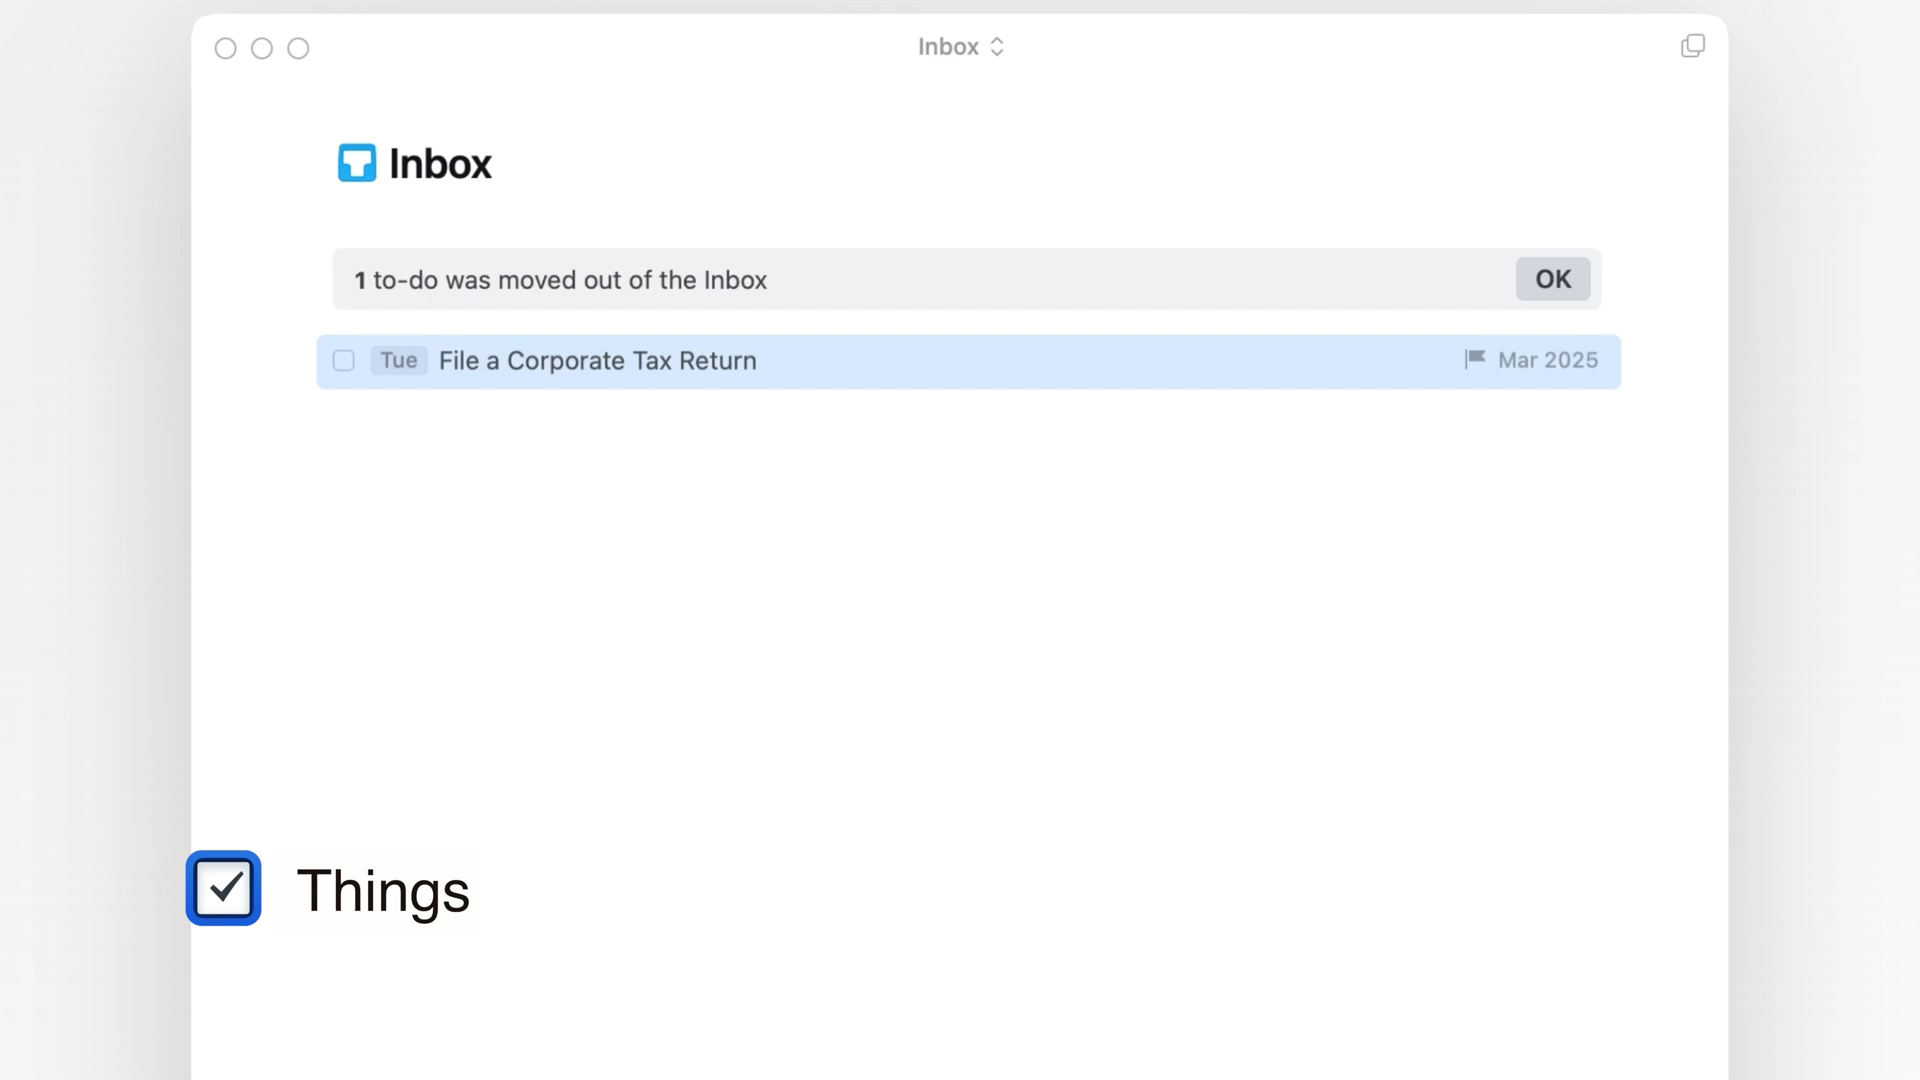 Inbox
Inbox
1 to-do was moved out of the Inbox
OK
Tue File a Corporate Tax Return
Mar 2025
Things